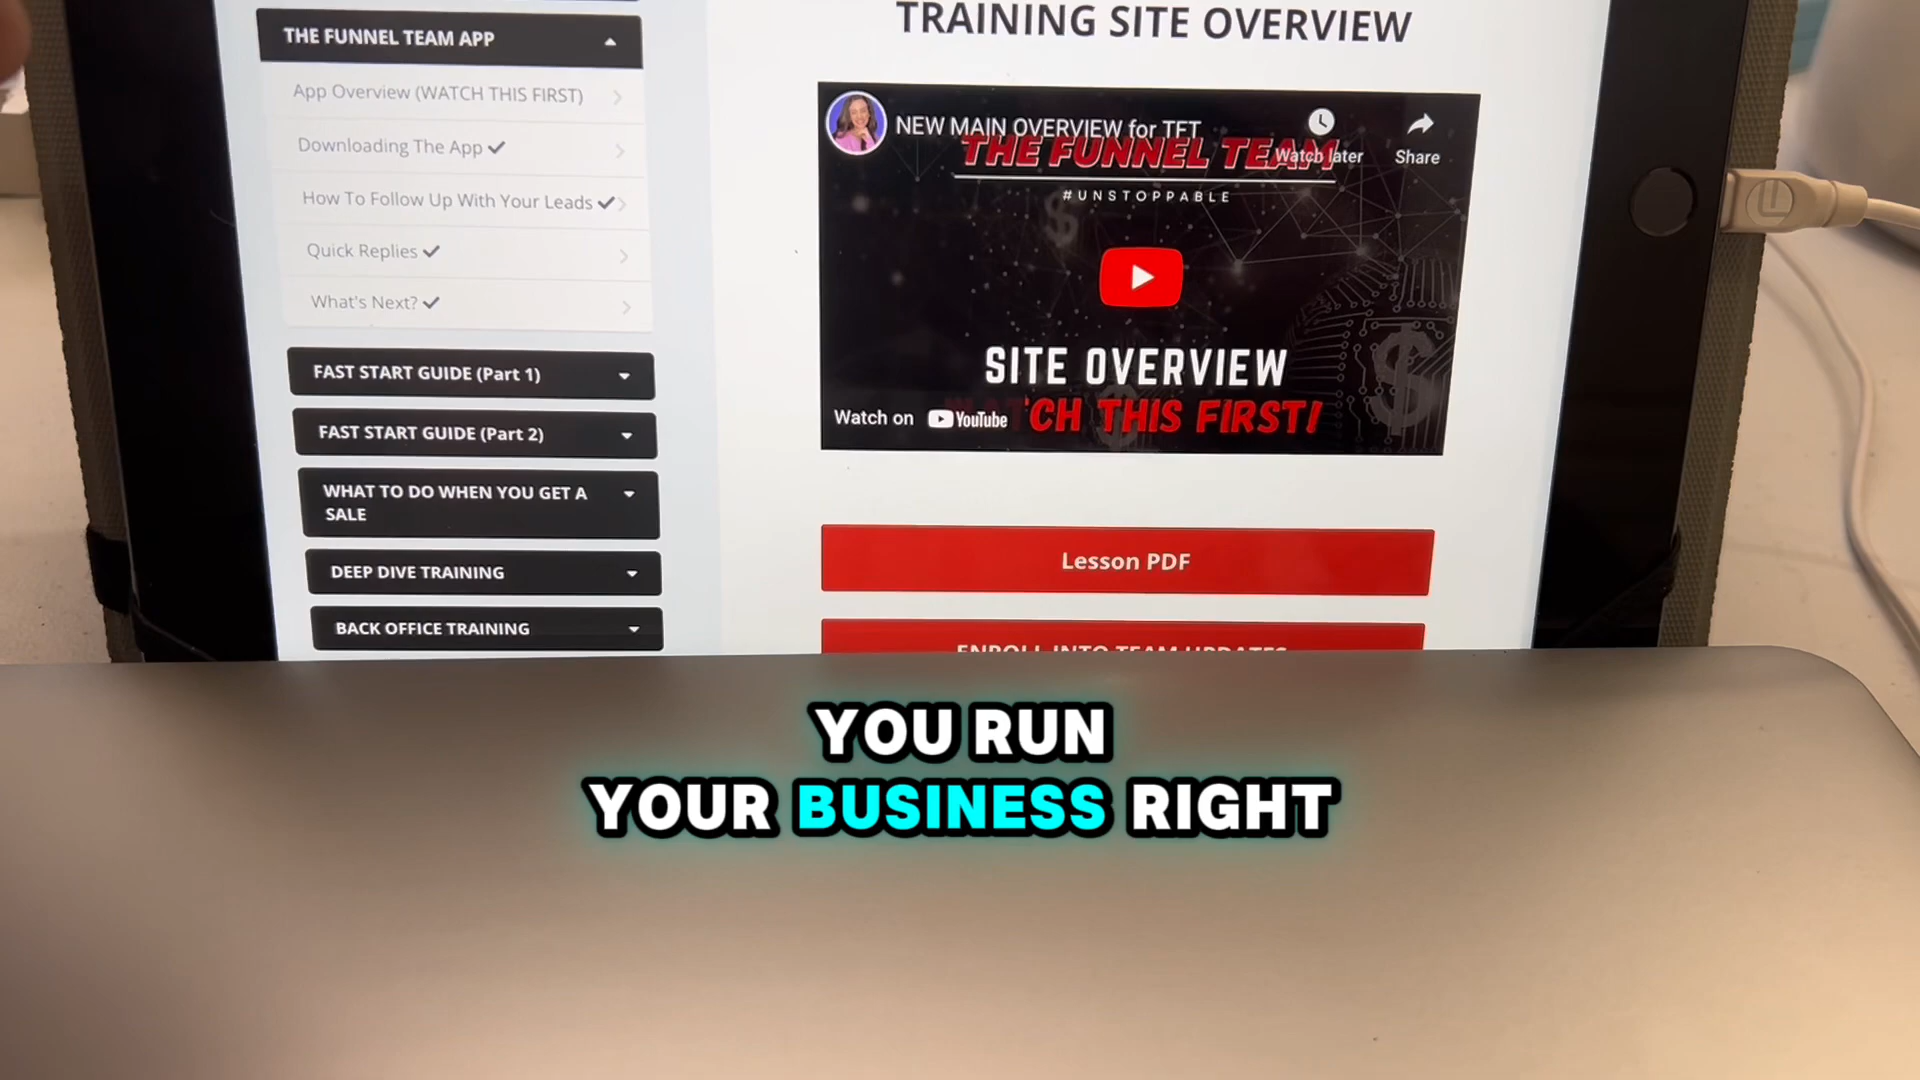 THE FUNNEL TEAM APP
App Overview (WATCH THIS FIRST)
Downloading The App
How To Follow Up With Your Leads
Quick Replies
What's Next?
FAST START GUIDE (Part 1)
FAST START GUIDE (Part 2)
WHAT TO DO WHEN YOU GET A
SALE
DEEP DIVE TRAINING
BACK OFFICE TRAINING
TRAINING SITE OVERVIEW
NEW MAIN OVERVIEW for TFT
THE FUNNEL TEAM
Watch later
Share
#UNSTOPPABLE
SITE OVERVIEW
Watch on YouTube
CH THIS FIRST!
Lesson PDF
ENROLL INTO TEAM UPDATES
YOU RUN
YOUR BUSINESS RIGHT